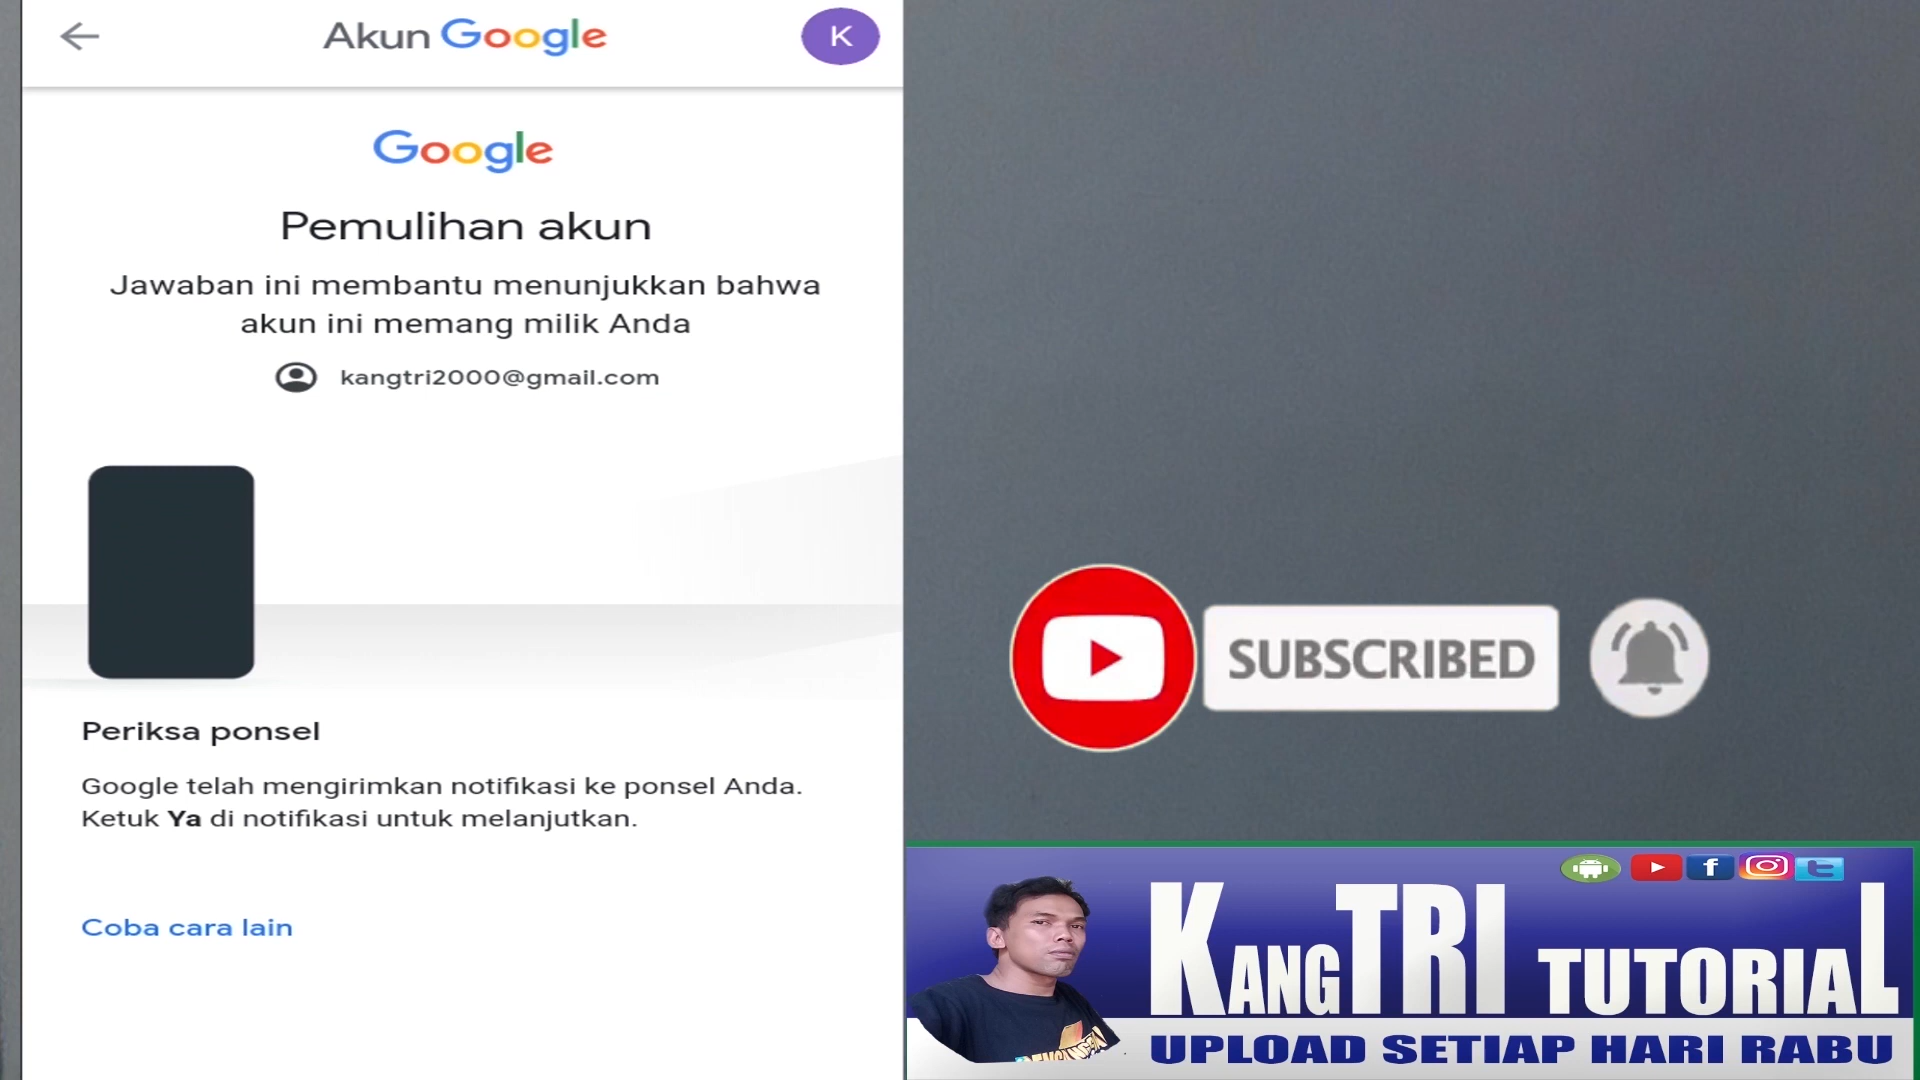 Akun Google
K
Google
Pemulihan akun
Jawaban ini membantu menunjukkan bahwa
akun ini memang milik Anda
kangtri2000@gmail.com
Periksa ponsel
Google telah mengirimkan notifikasi ke ponsel Anda.
Ketuk Ya di notifikasi untuk melanjutkan.
Coba cara lain
SUBSCRIBED
KANGTRI TUTORIAL
UPLOAD SETIAP HARI RABU